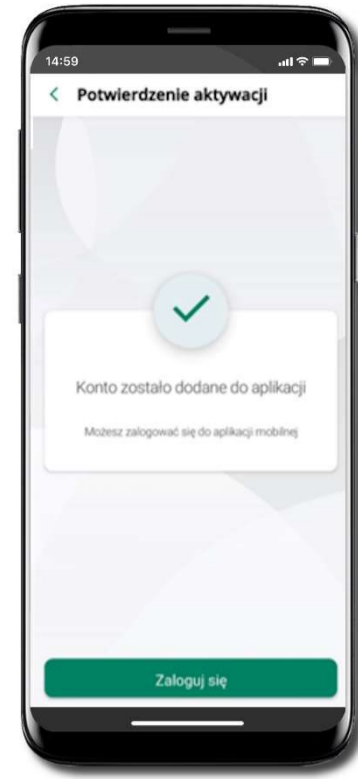 14:59
Potwierdzenie aktywacji
Konto zostało dodane do aplikacji
Możesz zalogować się do aplikacji mobilnej
Zaloguj się